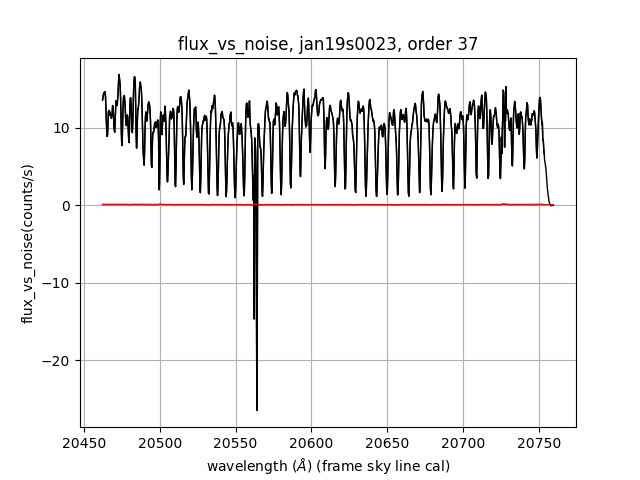 flux_vs_noise, jan19s0023, order 37
flux_vs_noise(counts/s)
10
0
−10
−20
20450 20500 20550 20600 20650 20700 20750
wavelength (Å) (frame sky line cal)